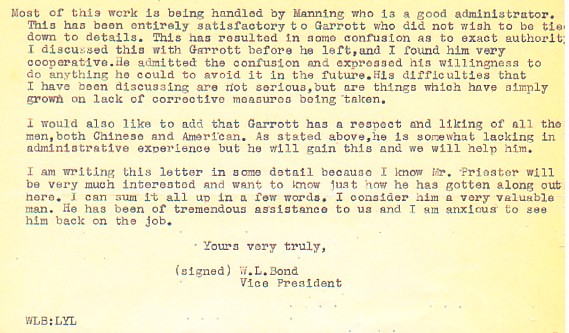 Most of this work is being handled by Manning who is a good administrator.
This has been entirely satisfactory to Garrott who did not wish to be tie
down to details. This has resulted in some confusion as to exact authorit
I discussed this with Garrott before he left,and I found him very
cooperative.He admitted the confusion and expressed his willingness to
do anything he could to avoid it in the future.His difficulties that
I have been discussing are not serious,but are things which have simply
grown on lack of corrective measures being taken.
I would also like to add that Garrott has a respect and liking of all the
men,both Chinese and American. As stated above,he is somewhat lacking in
administrative experience but he will gain this and we will help him.
I am writing this letter in some detail because I know Mr. Priester will
be very much interested and want to know just how he has gotten along out
here. I can sum it all up in a few words. I consider him a very valuable
man. He has been of tremendous assistance to us and I am anxious to see
him back on the job.
Yours very truly,
(signed) W.L.Bond
Vice President
WLB:LYL